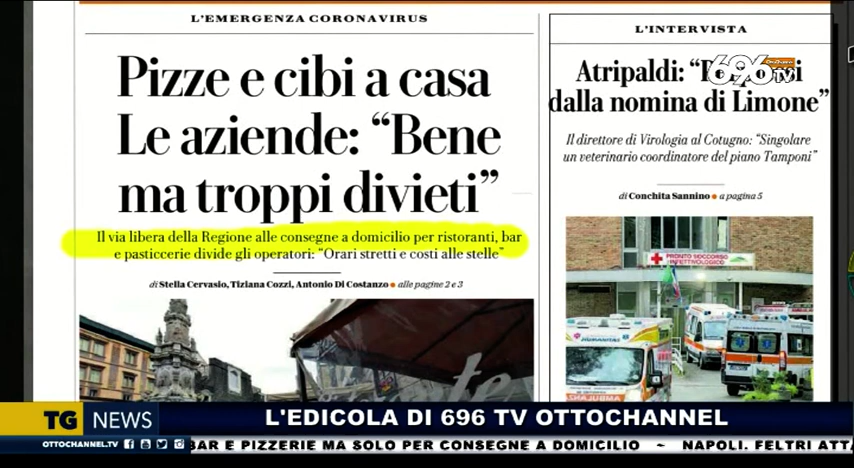 L'EMERGENZA CORONAVIRUS
Pizze e cibi a casa
Le aziende: “Bene
ma troppi divieti”
Il via libera della Regione alle consegne a domicilio per ristoranti, bar
e pasticcerie divide gli operatori: “Orari stretti e costi alle stelle”
di Stella Cervasio, Tiziana Cozzi, Antonio Di Costanzo ● alle pagine 2 e 3
L'INTERVISTA
696
TV
Atripaldi: “
dalla nomina di Limone”
Il direttore di Virologia al Cotugno: “Singolare
un veterinario coordinatore del piano Tamponi”
di Conchita Sannino ● a pagina 5
PRONTO SOCCORSO
INFETTIVOLOGICO
HUMANITAS
AMBULANZA
TG NEWS
L'EDICOLA DI 696 TV OTTOCHANNEL
OTTOCHANNEL.TV
BAR E PIZZERIE MA SOLO PER CONSEGNE A DOMICILIO ~ NAPOLI. FELTRI ATTA